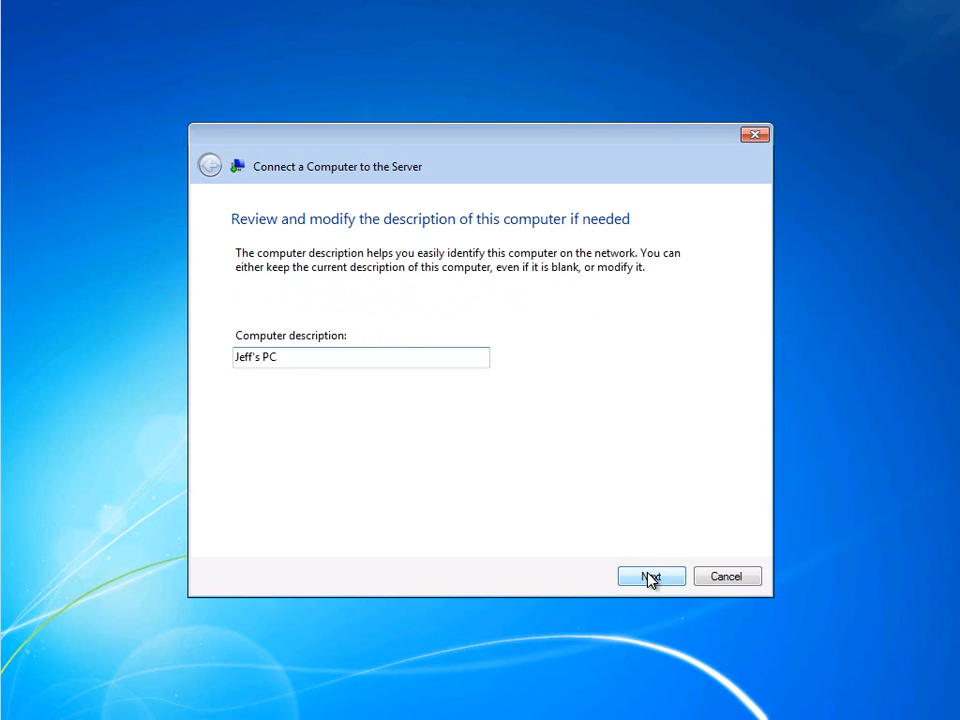 Connect a Computer to the Server
Review and modify the description of this computer if needed
The computer description helps you easily identify this computer on the network. You can
either keep the current description of this computer, even if it is blank, or modify it.
Computer description:
Jeff's PC
Next
Cancel